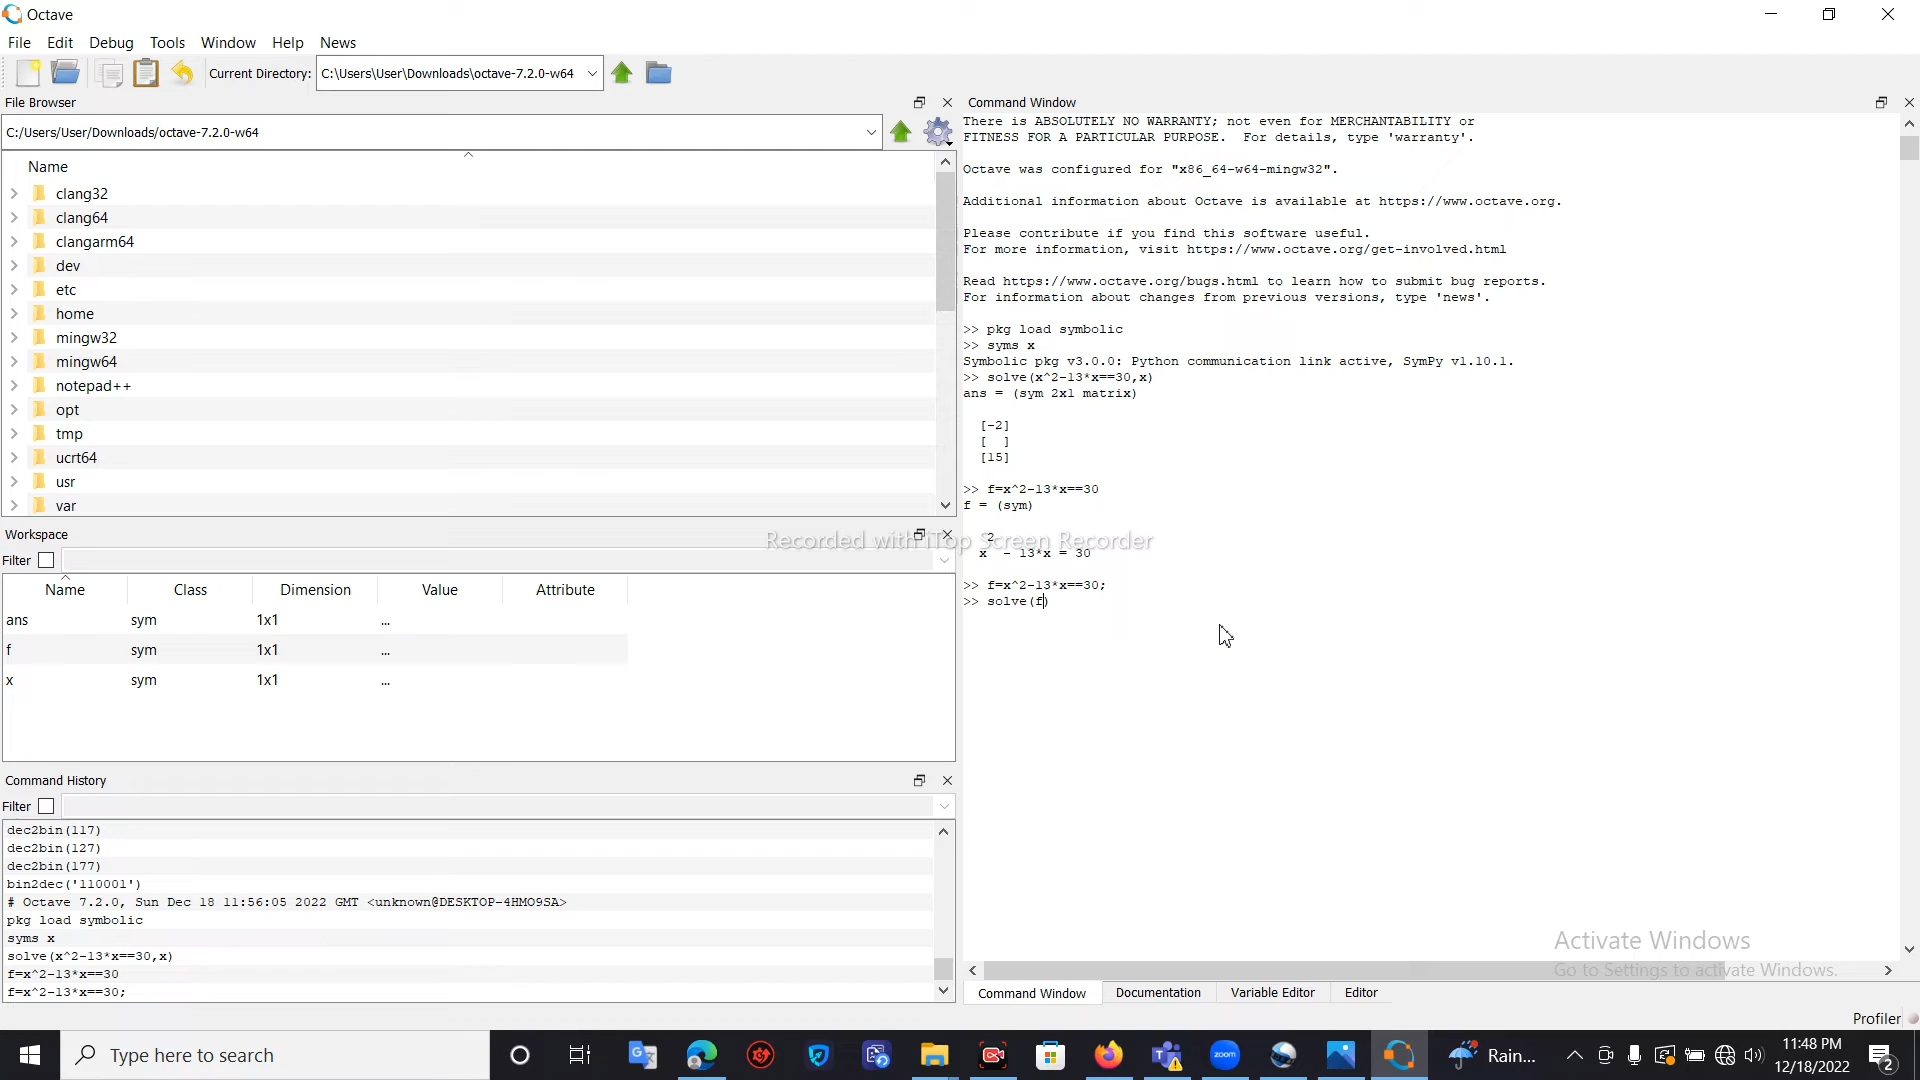 Octave
File Edit Debug Tools Window Help News
Current Directory: C:\Users\User\Downloads\octave-7.2.0-w64
File Browser
C:/Users/User/Downloads/octave-7.2.0-w64
Name
clang32
clang64
clangarm64
dev
etc
home
mingw32
mingw64
notepad++
opt
tmp
ucrt64
usr
var
Workspace
Filter
Name Class Dimension Value Attribute
ans sym 1x1 ...
f sym 1x1 ...
x sym 1x1 ...
Command History
Filter
dec2bin(117)
dec2bin(127)
dec2bin(177)
bin2dec('110001')
# Octave 7.2.0, Sun Dec 18 11:56:05 2022 GMT <unknown@DESKTOP-4HMO9SA>
pkg load symbolic
syms x
solve(x^2-13*x==30,x)
f=x^2-13*x==30
f=x^2-13*x==30;
Command Window
There is ABSOLUTELY NO WARRANTY; not even for MERCHANTABILITY or
FITNESS FOR A PARTICULAR PURPOSE.  For details, type 'warranty'.
Octave was configured for "x86_64-w64-mingw32".
Additional information about Octave is available at https://www.octave.org.
Please contribute if you find this software useful.
For more information, visit https://www.octave.org/get-involved.html
Read https://www.octave.org/bugs.html to learn how to submit bug reports.
For information about changes from previous versions, type 'news'.
>> pkg load symbolic
>> syms x
Symbolic pkg v3.0.0: Python communication link active, SymPy v1.10.1.
>> solve(x^2-13*x==30,x)
ans = (sym 2x1 matrix)
[-2]
[  ]
[15]
>> f=x^2-13*x==30
f = (sym)
2
x  - 13*x = 30
>> f=x^2-13*x==30;
>> solve(f)
Recorded with iTop Screen Recorder
Activate Windows
Go to Settings to activate Windows.
Command Window Documentation Variable Editor Editor
Profiler
Type here to search
zoom
Rain...
11:48 PM
12/18/2022
2